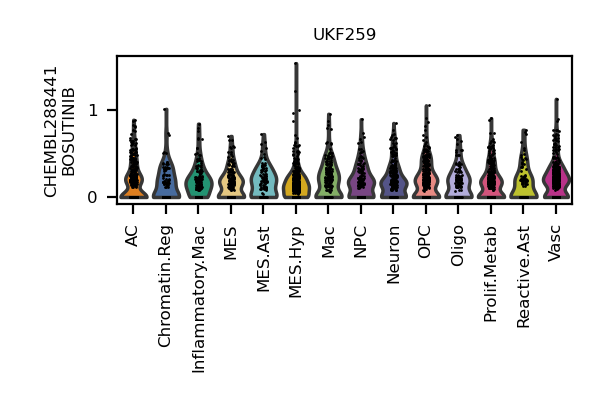 UKF259
CHEMBL288441
BOSUTINIB
1
0
AC
Chromatin.Reg
Inflammatory.Mac
MES
MES.Ast
MES.Hyp
Mac
NPC
Neuron
OPC
Oligo
Prolif.Metab
Reactive.Ast
Vasc